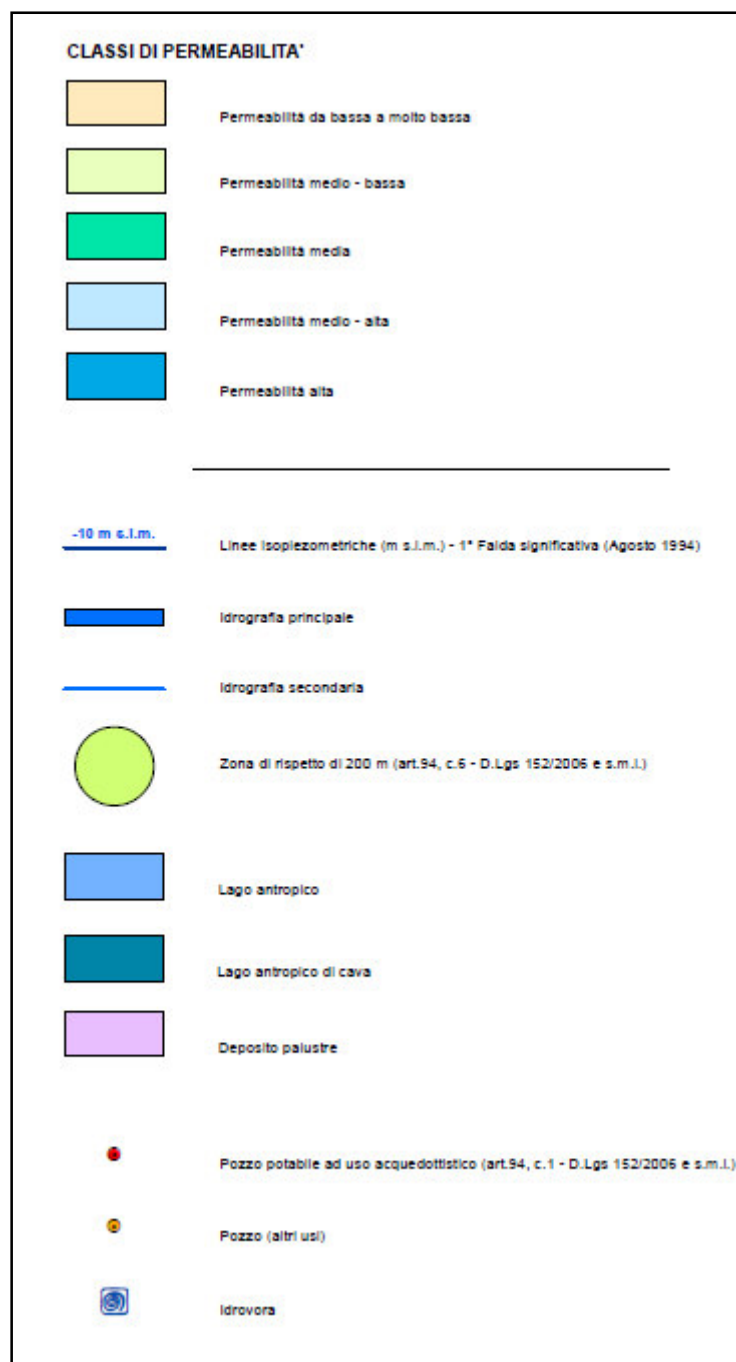 CLASSI DI PERMEABILITA'
Permeabilità da bassa a molto bassa
Permeabilità medio - bassa
Permeabilità media
Permeabilità medio - alta
Permeabilità alta
-10 m s.l.m.
Linee isopiezometriche (m s.l.m.) - 1° Falda significativa (Agosto 1994)
Idrografia principale
Idrografia secondaria
Zona di rispetto di 200 m (art.94, c.6 - D.Lgs 152/2006 e s.m.i.)
Lago antropico
Lago antropico di cava
Deposito palustre
Pozzo potabile ad uso acquedottistico (art.94, c.1 - D.Lgs 152/2006 e s.m.i.)
Pozzo (altri usi)
Idrovora